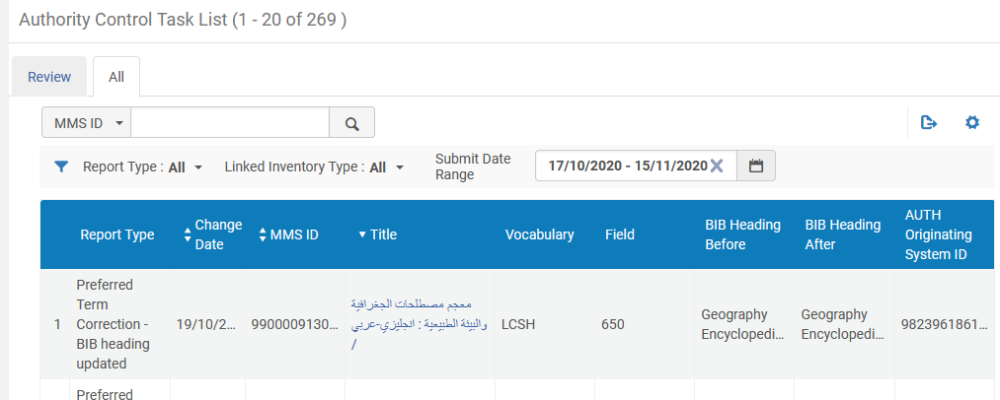 Authority Control Task List (1 - 20 of 269 )
Review
All
MMS ID
Report Type : All
Linked Inventory Type : All
Submit Date
Range
17/10/2020 - 15/11/2020
Report Type
Change
Date
MMS ID
Title
Vocabulary
Field
BIB Heading
Before
BIB Heading
After
AUTH
Originating
System ID
1
Preferred
Term
Correction -
BIB heading
updated
19/10/2...
9900009130...
معجم مصطلحات الجغرافية
والبيئة الطبيعية : انجليزي-عربي
/
LCSH
650
Geography
Encyclopedi...
Geography
Encyclopedi...
9823961861...
Preferred